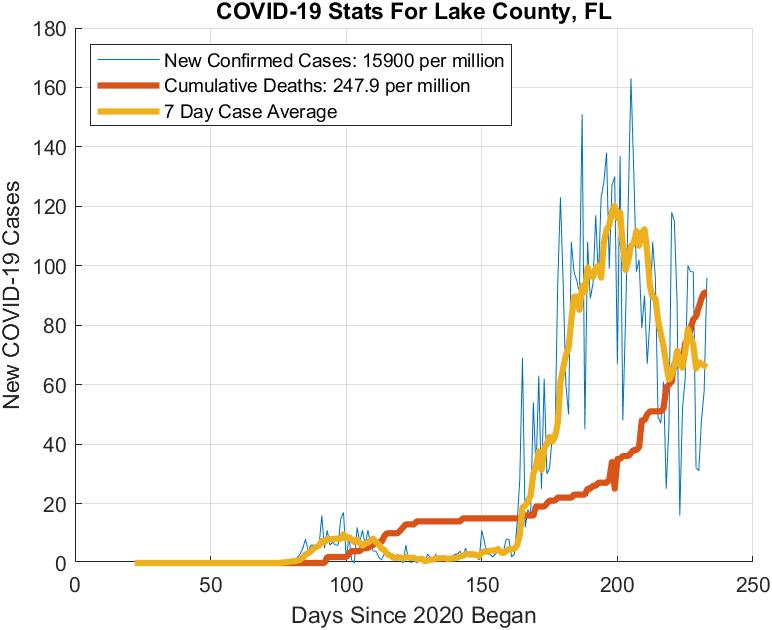 COVID-19 Stats For Lake County, FL
New Confirmed Cases: 15900 per million
Cumulative Deaths: 247.9 per million
7 Day Case Average
New COVID-19 Cases
180
160
140
120
100
80
60
40
20
0
0 50 100 150 200 250
Days Since 2020 Began